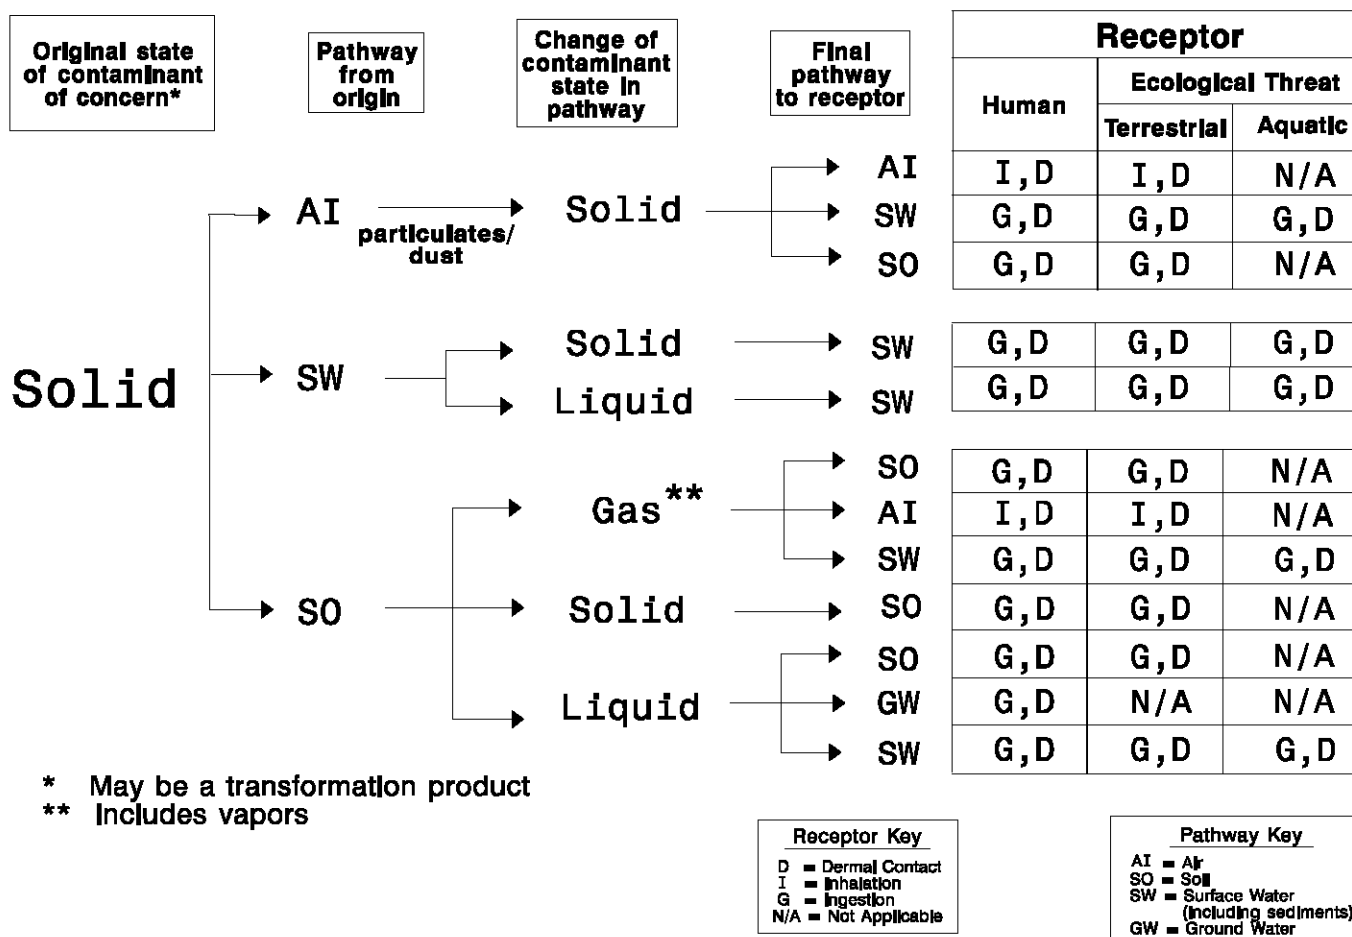 Original state
of contaminant
of concern*
Pathway
from
origin
Change of
contaminant
state in
pathway
Final
pathway
to receptor
Receptor
Human
Ecological Threat
Terrestrial
Aquatic
Solid
AI
particulates/
dust
Solid
AI I,D I,D N/A
SW G,D G,D G,D
SO G,D G,D N/A
SW
Solid
SW G,D G,D G,D
Liquid
SW G,D G,D G,D
SO
Gas**
SO G,D G,D N/A
AI I,D I,D N/A
SW G,D G,D G,D
Solid
SO G,D G,D N/A
Liquid
SO G,D G,D N/A
GW G,D N/A N/A
SW G,D G,D G,D
* May be a transformation product
** Includes vapors
Receptor Key
D = Dermal Contact
I = Inhalation
G = Ingestion
N/A = Not Applicable
Pathway Key
AI = Air
SO = Soil
SW = Surface Water
(including sediments)
GW = Ground Water